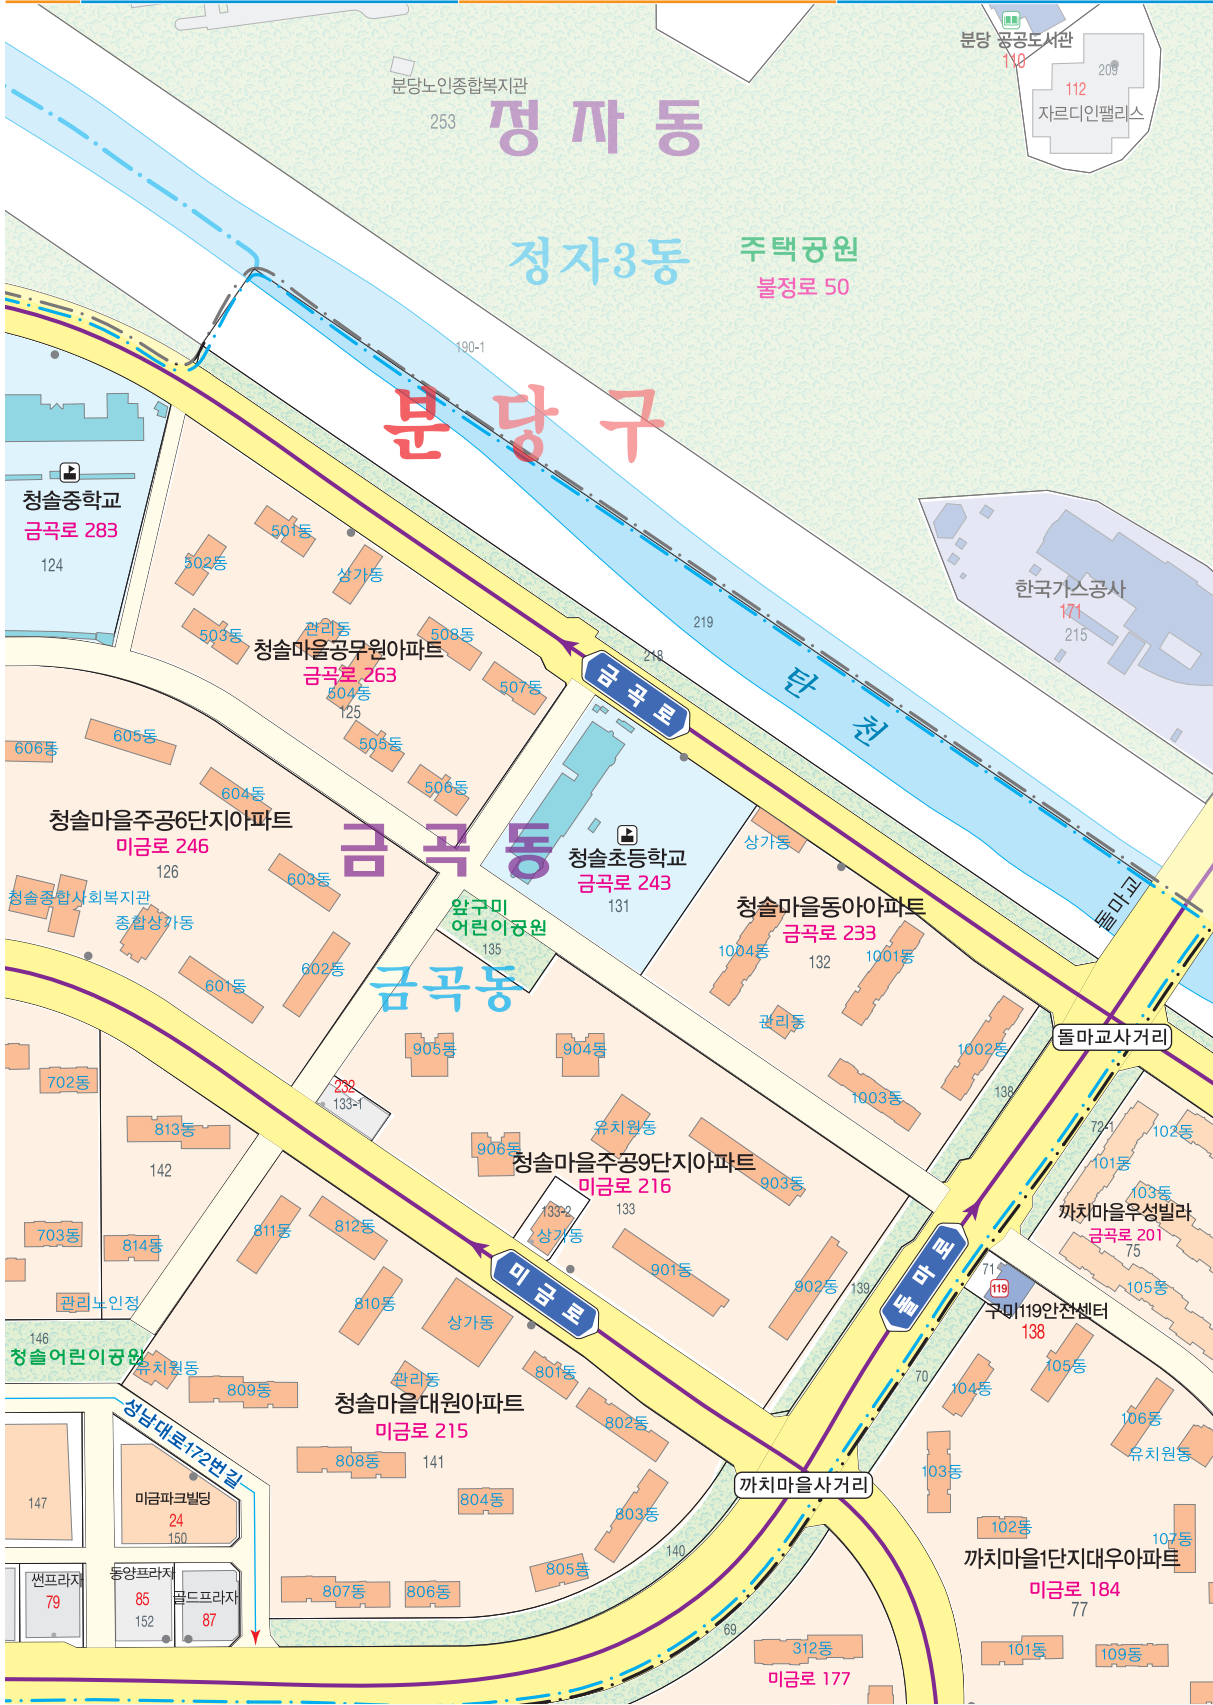 분당 공공도서관
110
209
112
자르디인팰리스
분당노인종합복지관
253
정자동
정자3동
주택공원
불정로 50
190-1
분당구
청솔중학교
금곡로 283
124
501동
502동
상가동
503동
관리동
508동
청솔마을공무원아파트
금곡로 263
504동
125
507동
505동
506동
금곡로
218
219
탄천
한국가스공사
171
215
606동
605동
604동
청솔마을주공6단지아파트
미금로 246
126
603동
청솔종합사회복지관
종합상가동
602동
601동
금곡동
청솔초등학교
금곡로 243
131
앞구미
어린이공원
135
금곡동
상가동
청솔마을동아아파트
금곡로 233
132
1004동
1001동
관리동
1002동
1003동
돌마교
돌마교사거리
138
702동
813동
142
703동
814동
관리노인정
146
청솔어린이공원
232
133-1
905동
904동
906동
유치원동
903동
청솔마을주공9단지아파트
미금로 216
133
133-2
상가동
901동
902동
139
72-1
102동
101동
103동
까치마을우성빌라
금곡로 201
75
105동
돌마로
71
119
구미119안전센터
138
811동
812동
810동
미금로
상가동
유치원동
809동
관리동
801동
802동
청솔마을대원아파트
미금로 215
141
808동
804동
803동
805동
807동
806동
140
까치마을사거리
70
104동
105동
106동
유치원동
103동
102동
107동
까치마을1단지대우아파트
미금로 184
77
101동
109동
성남대로172번길
147
미금파크빌딩
24
150
썬프라자
79
동양프라자
85
152
골드프라자
87
69
312동
미금로 177